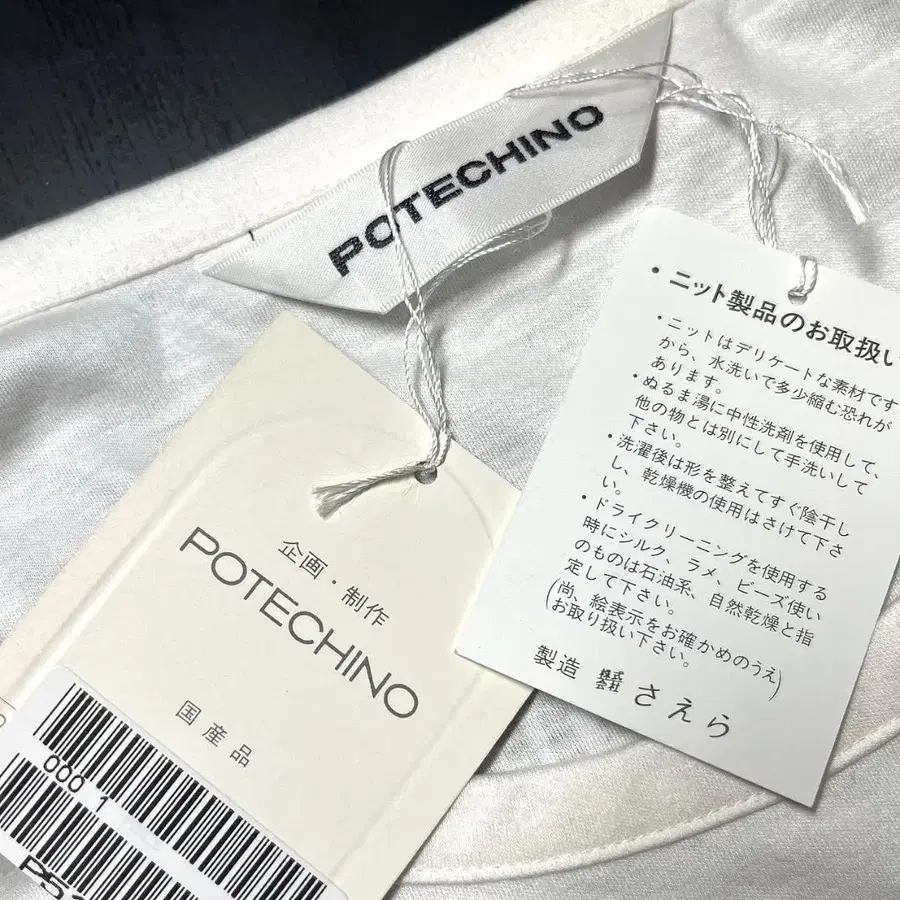 POTECHINO
・ニット製品のお取扱い
・ニットはデリケートな素材です
から、水洗いで多少縮む恐れが
あります。
・ぬるま湯に中性洗剤を使用して、
他の物とは別にして手洗いして
下さい。
・洗濯後は形を整えてすぐ陰干し
し、乾燥機の使用はさけて下さ
い。
・ドライクリーニングを使用する
時にシルク、ラメ、ビーズ使い
のものは石油系、自然乾燥と指
定して下さい。
(尚、絵表示をお確かめのうえ
お取り扱い下さい。)
製造 株式会社 さえら
企画・制作
POTECHINO
国産品
000 1